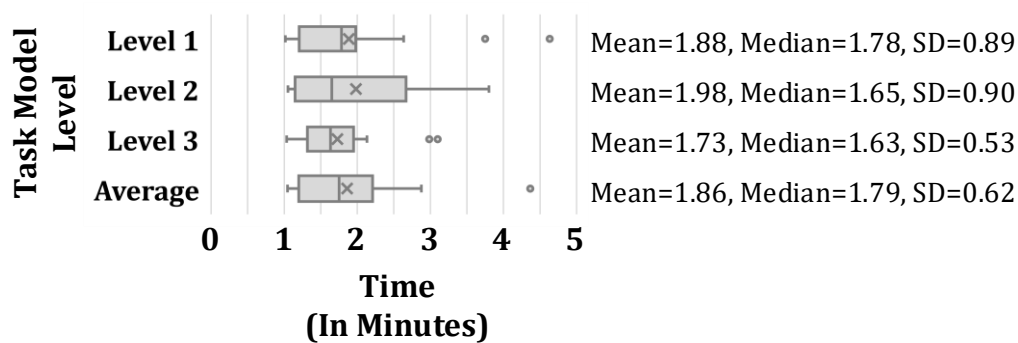 Task Model
Level
Level 1
Mean=1.88, Median=1.78, SD=0.89
Level 2
Mean=1.98, Median=1.65, SD=0.90
Level 3
Mean=1.73, Median=1.63, SD=0.53
Average
Mean=1.86, Median=1.79, SD=0.62
0 1 2 3 4 5
Time
(In Minutes)